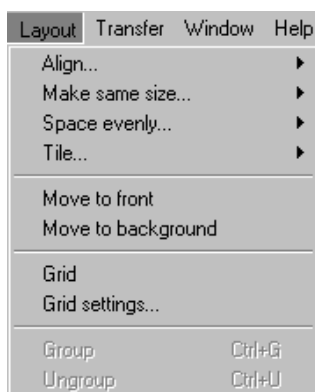 Layout Transfer Window Help
Align...
Make same size...
Space evenly...
Tile...
Move to front
Move to background
Grid
Grid settings...
Group Ctrl+G
Ungroup Ctrl+U